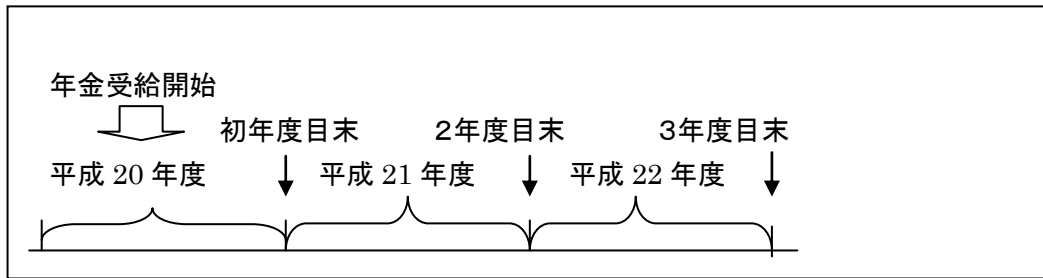 年金受給開始
初年度目末 2年度目末 3年度目末
平成 20 年度 平成 21 年度 平成 22 年度